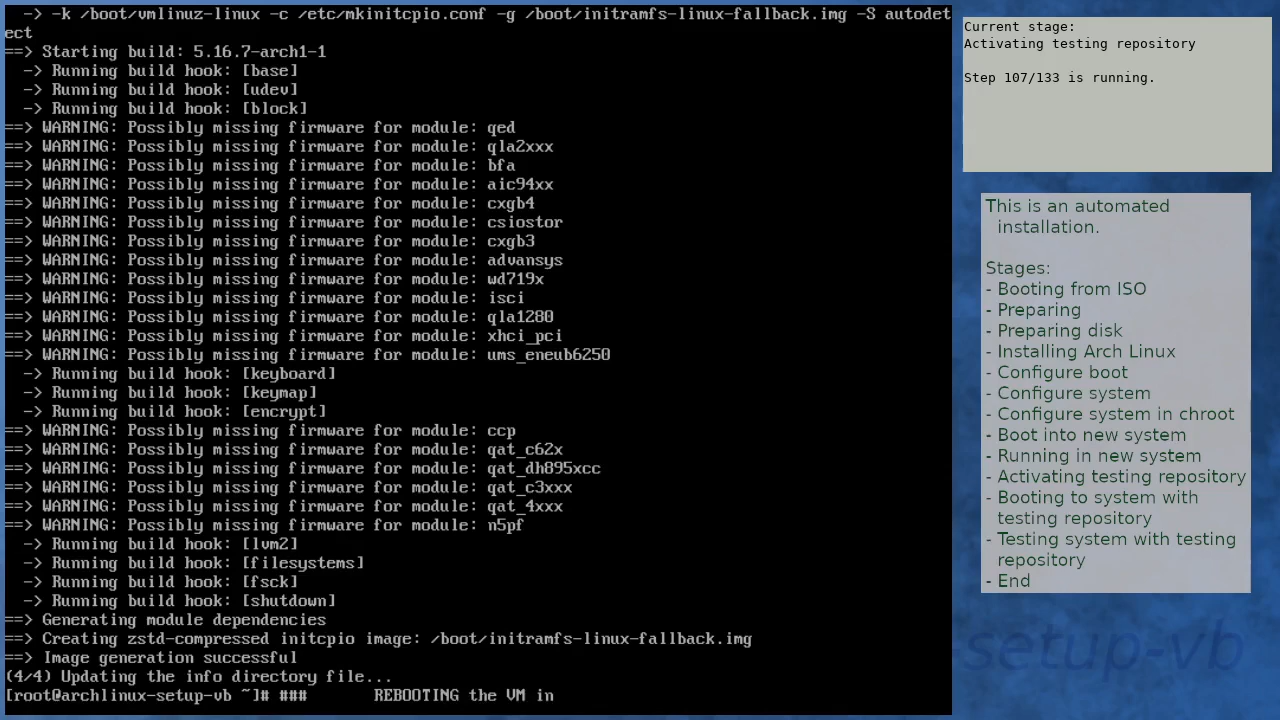 -> -k /boot/vmlinuz-linux -c /etc/mkinitcpio.conf -g /boot/initramfs-linux-fallback.img -S autodet
ect
==> Starting build: 5.16.7-arch1-1
  -> Running build hook: [base]
  -> Running build hook: [udev]
  -> Running build hook: [block]
==> WARNING: Possibly missing firmware for module: qed
==> WARNING: Possibly missing firmware for module: qla2xxx
==> WARNING: Possibly missing firmware for module: bfa
==> WARNING: Possibly missing firmware for module: aic94xx
==> WARNING: Possibly missing firmware for module: cxgb4
==> WARNING: Possibly missing firmware for module: csiostor
==> WARNING: Possibly missing firmware for module: cxgb3
==> WARNING: Possibly missing firmware for module: advansys
==> WARNING: Possibly missing firmware for module: wd719x
==> WARNING: Possibly missing firmware for module: isci
==> WARNING: Possibly missing firmware for module: qla1280
==> WARNING: Possibly missing firmware for module: xhci_pci
==> WARNING: Possibly missing firmware for module: ums_eneub6250
  -> Running build hook: [keyboard]
  -> Running build hook: [keymap]
  -> Running build hook: [encrypt]
==> WARNING: Possibly missing firmware for module: ccp
==> WARNING: Possibly missing firmware for module: qat_c62x
==> WARNING: Possibly missing firmware for module: qat_dh895xcc
==> WARNING: Possibly missing firmware for module: qat_c3xxx
==> WARNING: Possibly missing firmware for module: qat_4xxx
==> WARNING: Possibly missing firmware for module: n5pf
  -> Running build hook: [lvm2]
  -> Running build hook: [filesystems]
  -> Running build hook: [fsck]
  -> Running build hook: [shutdown]
==> Generating module dependencies
==> Creating zstd-compressed initcpio image: /boot/initramfs-linux-fallback.img
==> Image generation successful
(4/4) Updating the info directory file...
[root@archlinux-setup-vb ~]# ###       REBOOTING the VM in
Current stage:
Activating testing repository
Step 107/133 is running.
This is an automated
installation.
Stages:
- Booting from ISO
- Preparing
- Preparing disk
- Installing Arch Linux
- Configure boot
- Configure system
- Configure system in chroot
- Boot into new system
- Running in new system
- Activating testing repository
- Booting to system with
testing repository
- Testing system with testing
repository
- End
-setup-vb